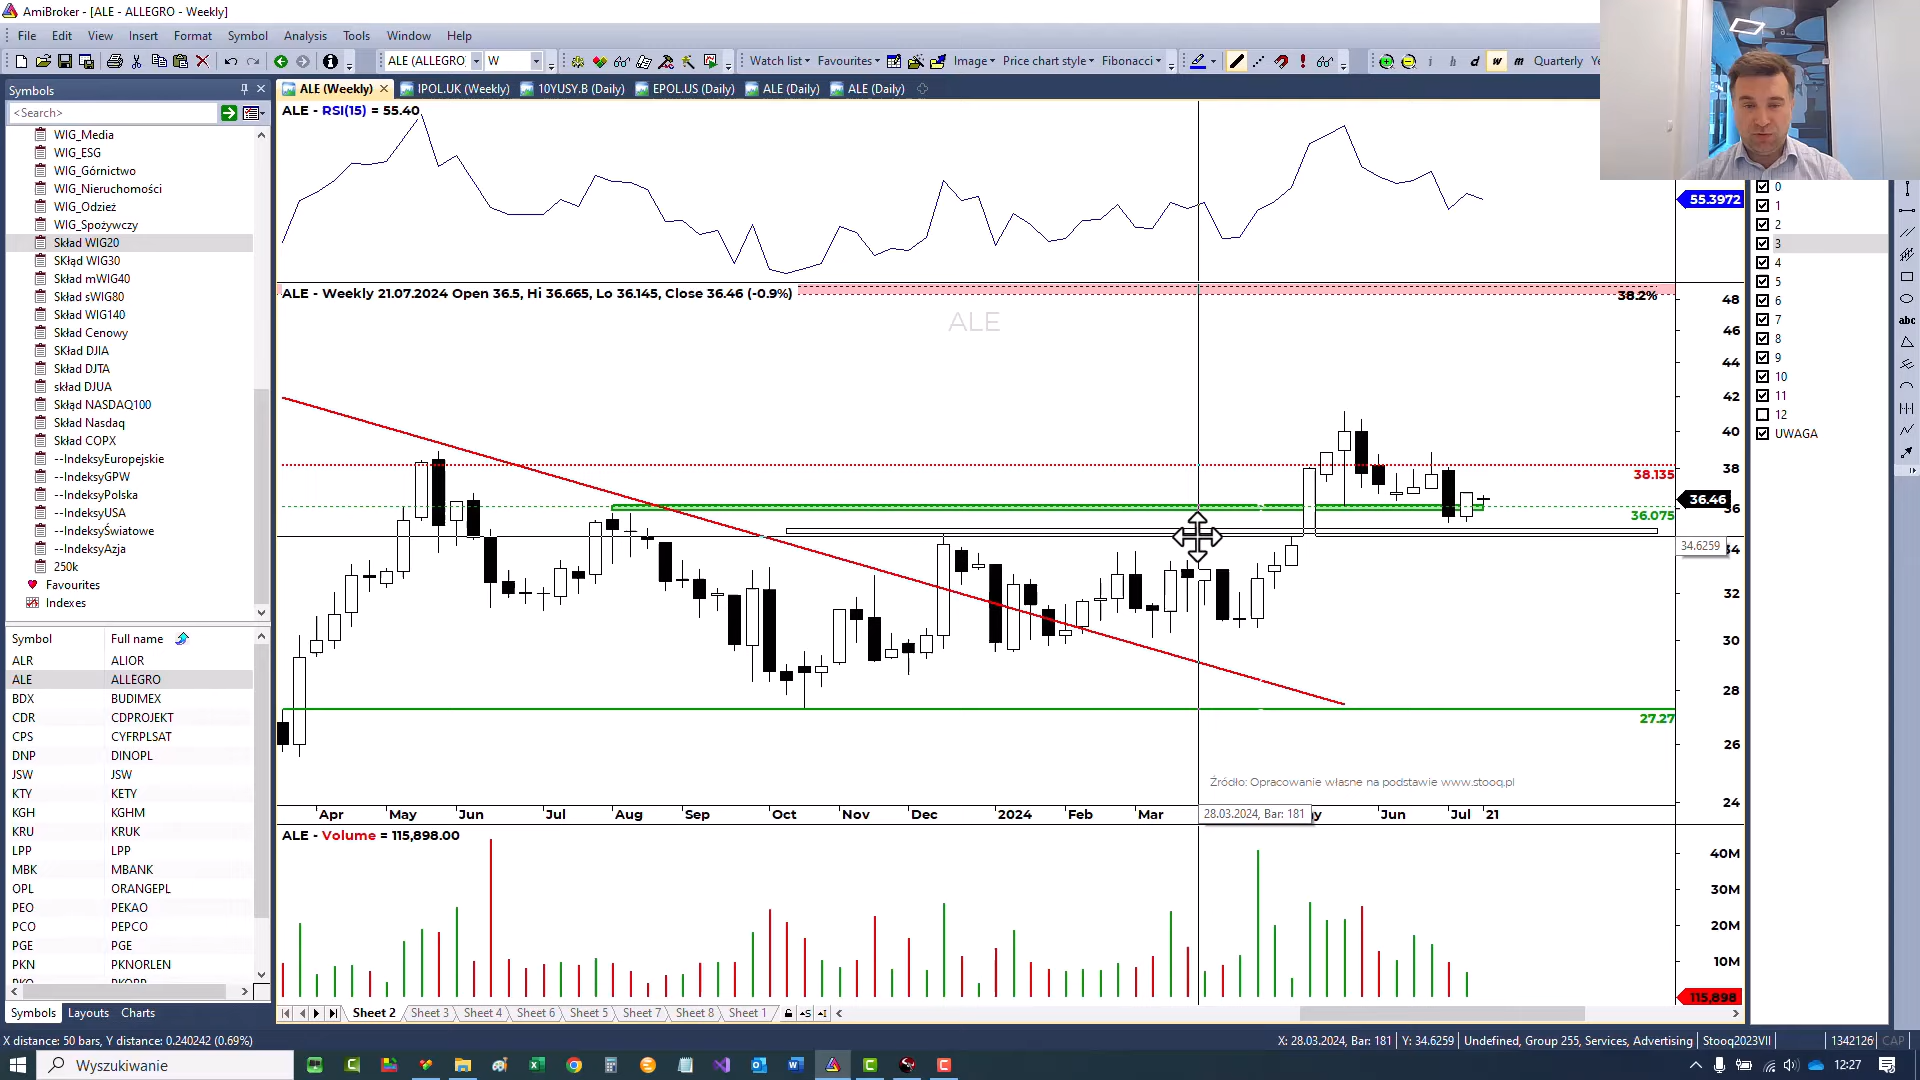 AmiBroker - [ALE - ALLEGRO - Weekly]
File Edit View Insert Format Symbol Analysis Tools Window Help
ALE (ALLEGRO) W Watch list Favourites Image Price chart style Fibonacci i h d w m Quarterly Ye
Symbols
<Search>
WIG_Media
WIG_ESG
WIG_Górnictwo
WIG_Nieruchomości
WIG_Odzież
WIG_Spożywczy
Skład WIG20
SKłąd WIG30
Skład mWIG40
Skład sWIG80
Skład WIG140
Skład Cenowy
SKład DJIA
Skład DJTA
skład DJUA
Skłąd NASDAQ100
Skład Nasdaq
Skład COPX
--IndeksyEuropejskie
--IndeksyGPW
--IndeksyPolska
--IndeksyUSA
--IndeksyŚwiatowe
--IndeksyAzja
250k
Favourites
Indexes
Symbol Full name
ALR ALIOR
ALE ALLEGRO
BDX BUDIMEX
CDR CDPROJEKT
CPS CYFRPLSAT
DNP DINOPL
JSW JSW
KTY KETY
KGH KGHM
KRU KRUK
LPP LPP
MBK MBANK
OPL ORANGEPL
PEO PEKAO
PCO PEPCO
PGE PGE
PKN PKNORLEN
Symbols Layouts Charts
ALE (Weekly) IPOL.UK (Weekly) 10YUSY.B (Daily) EPOL.US (Daily) ALE (Daily) ALE (Daily)
ALE - RSI(15) = 55.40
55.3972
ALE - Weekly 21.07.2024 Open 36.5, Hi 36.665, Lo 36.145, Close 36.46 (-0.9%)
38.2%
ALE
48
46
44
42
40
38
38.135
36.46
36
36.075
34.6259
34
32
30
28
27.27
26
24
Źródło: Opracowanie własne na podstawie www.stooq.pl
Apr May Jun Jul Aug Sep Oct Nov Dec 2024 Feb Mar 28.03.2024, Bar: 181 y Jun Jul 21
ALE - Volume = 115,898.00
40M
30M
20M
10M
115,898
Sheet 2 Sheet 3 Sheet 4 Sheet 6 Sheet 5 Sheet 7 Sheet 8 Sheet 1
0
1
2
3
4
5
6
7
8
9
10
11
12
UWAGA
abc
X distance: 50 bars, Y distance: 0.240242 (0.69%) X: 28.03.2024, Bar: 181 Y: 34.6259 Undefined, Group 255, Services, Advertising Stooq2023VII 1342126 CAP
Wyszukiwanie 12:27